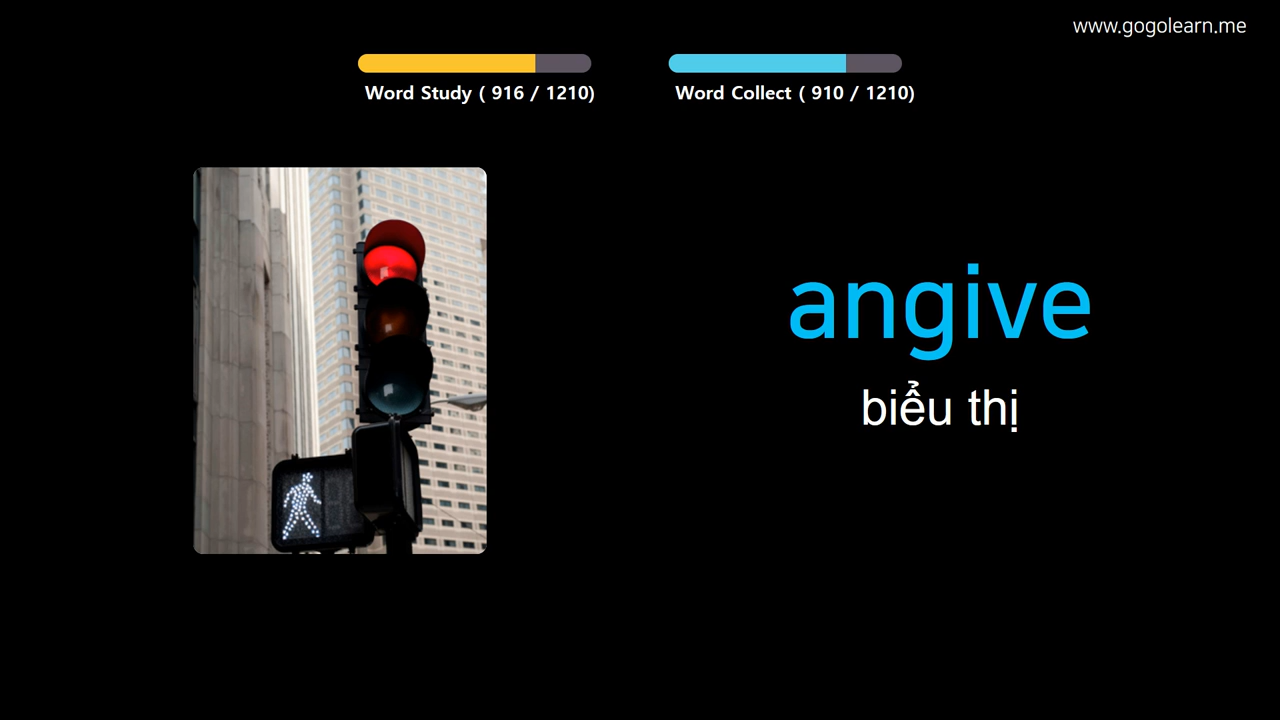 www.gogolearn.me
Word Study ( 916 / 1210)
Word Collect ( 910 / 1210)
angive
biểu thị